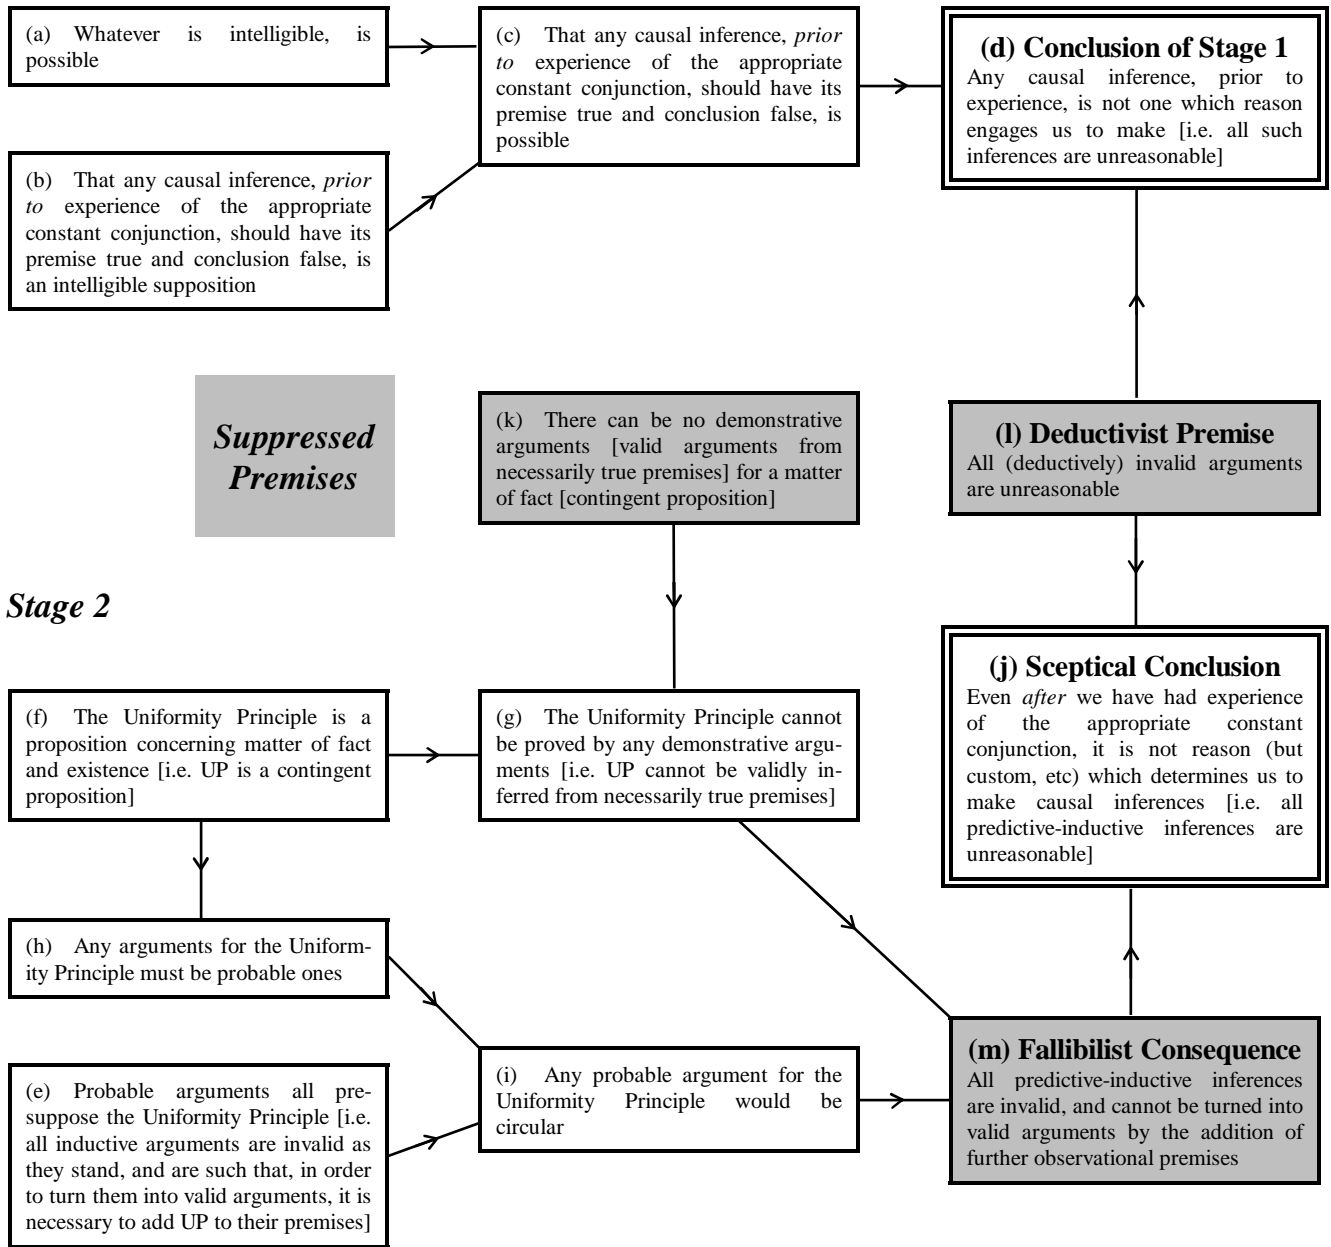 (a) Whatever is intelligible, is
possible
(c) That any causal inference, prior
to experience of the appropriate
constant conjunction, should have its
premise true and conclusion false, is
possible
(d) Conclusion of Stage 1
Any causal inference, prior to
experience, is not one which reason
engages us to make [i.e. all such
inferences are unreasonable]
(b) That any causal inference, prior
to experience of the appropriate
constant conjunction, should have its
premise true and conclusion false, is
an intelligible supposition
Suppressed
Premises
(k) There can be no demonstrative
arguments [valid arguments from
necessarily true premises] for a matter
of fact [contingent proposition]
(l) Deductivist Premise
All (deductively) invalid arguments
are unreasonable
Stage 2
(j) Sceptical Conclusion
Even after we have had experience
of the appropriate constant
conjunction, it is not reason (but
custom, etc) which determines us to
make causal inferences [i.e. all
predictive-inductive inferences are
unreasonable]
(f) The Uniformity Principle is a
proposition concerning matter of fact
and existence [i.e. UP is a contingent
proposition]
(g) The Uniformity Principle cannot
be proved by any demonstrative argu-
ments [i.e. UP cannot be validly in-
ferred from necessarily true premises]
(h) Any arguments for the Uniform-
ity Principle must be probable ones
(e) Probable arguments all pre-
suppose the Uniformity Principle [i.e.
all inductive arguments are invalid as
they stand, and are such that, in order
to turn them into valid arguments, it is
necessary to add UP to their premises]
(i) Any probable argument for the
Uniformity Principle would be
circular
(m) Fallibilist Consequence
All predictive-inductive inferences
are invalid, and cannot be turned into
valid arguments by the addition of
further observational premises